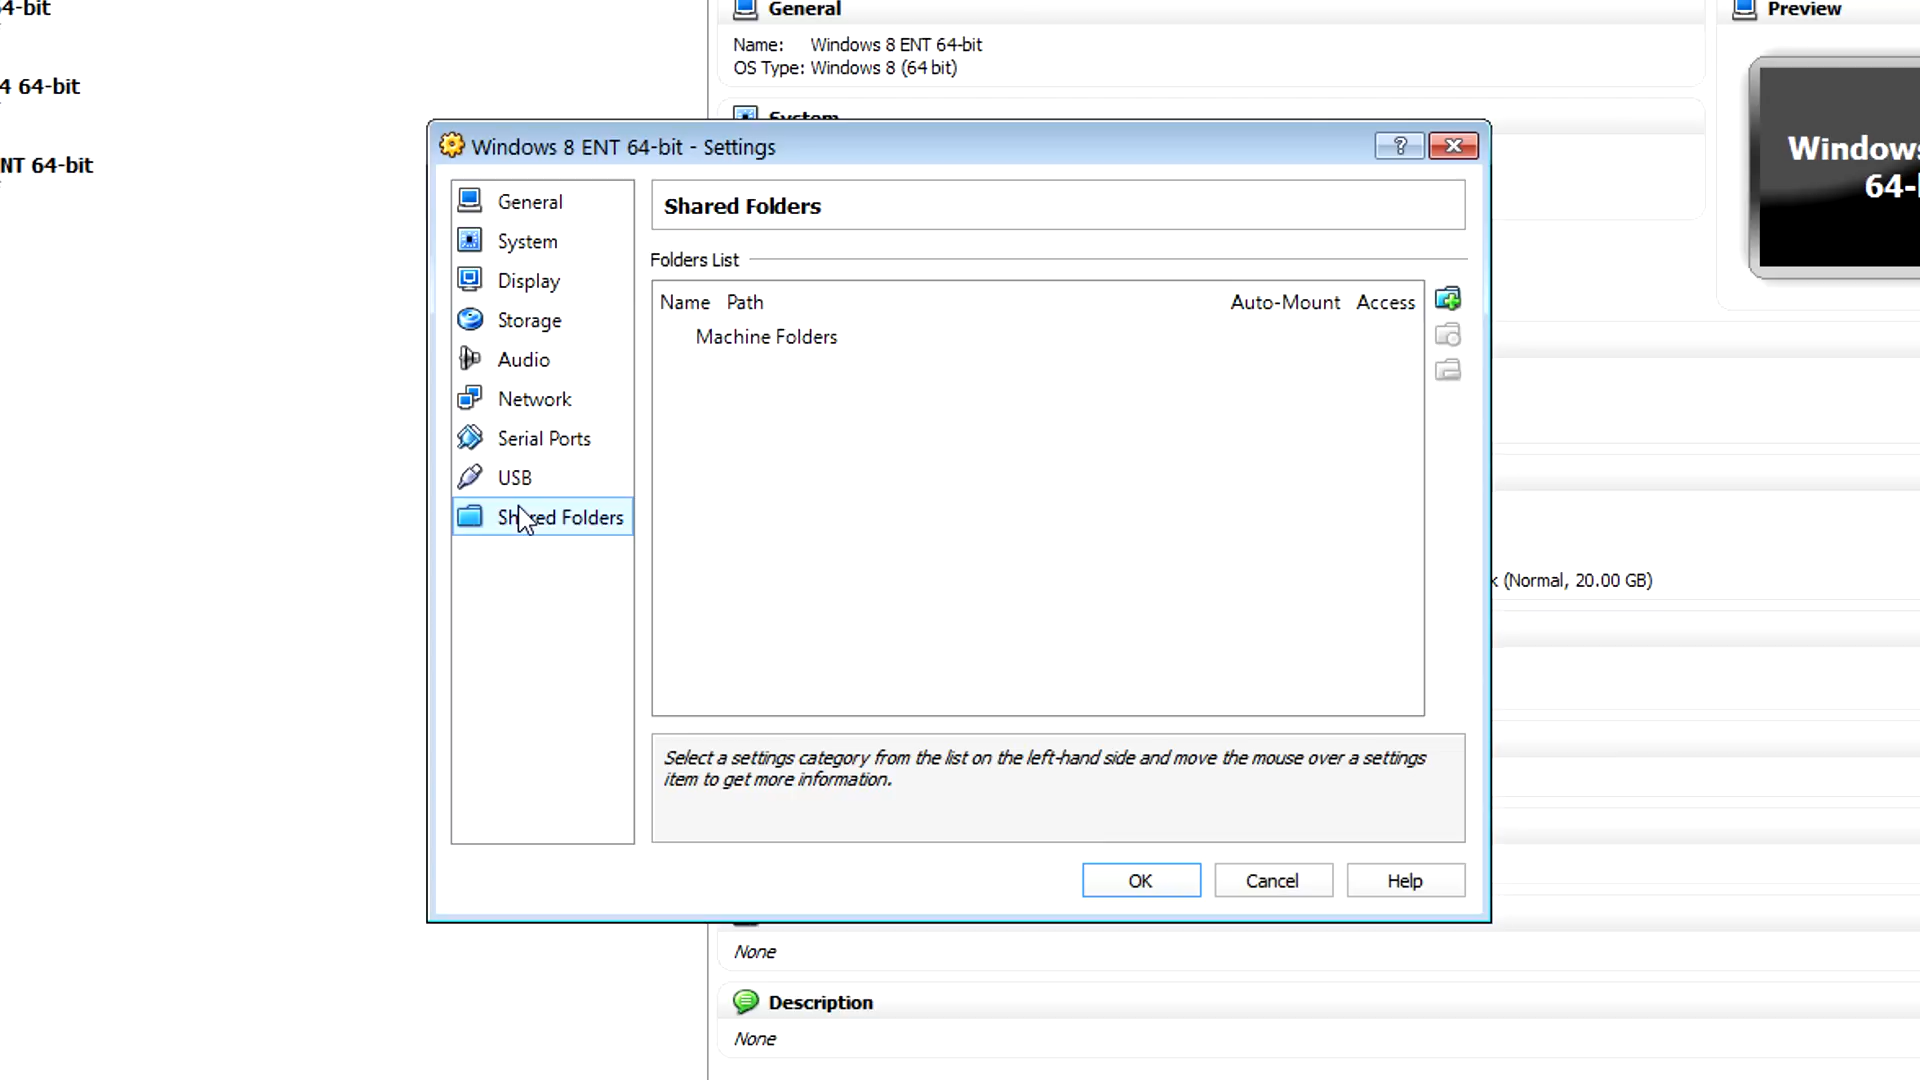 4-bit
4 64-bit
NT 64-bit
General
Name: Windows 8 ENT 64-bit
OS Type: Windows 8 (64 bit)
System
Preview
Windows
64-
Windows 8 ENT 64-bit - Settings
General
System
Display
Storage
Audio
Network
Serial Ports
USB
Shared Folders
Shared Folders
Folders List
Name Path Auto-Mount Access
Machine Folders
Select a settings category from the list on the left-hand side and move the mouse over a settings
item to get more information.
OK Cancel Help
k (Normal, 20.00 GB)
None
Description
None